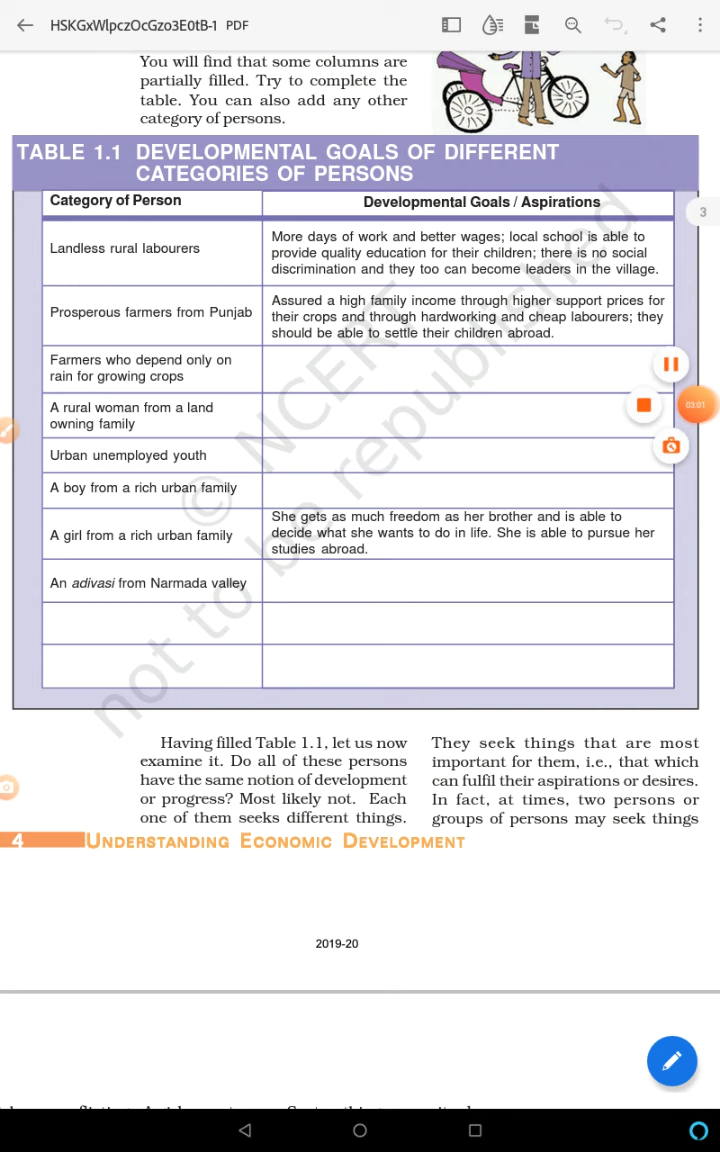 HSKGxWlpczOcGzo3E0tB-1 PDF
You will find that some columns are
partially filled. Try to complete the
table. You can also add any other
category of persons.
TABLE 1.1 DEVELOPMENTAL GOALS OF DIFFERENT
CATEGORIES OF PERSONS
Category of Person
Developmental Goals / Aspirations
3
Landless rural labourers
More days of work and better wages; local school is able to
provide quality education for their children; there is no social
discrimination and they too can become leaders in the village.
Prosperous farmers from Punjab
Assured a high family income through higher support prices for
their crops and through hardworking and cheap labourers; they
should be able to settle their children abroad.
Farmers who depend only on
rain for growing crops
A rural woman from a land
owning family
03:01
Urban unemployed youth
A boy from a rich urban family
A girl from a rich urban family
She gets as much freedom as her brother and is able to
decide what she wants to do in life. She is able to pursue her
studies abroad.
An adivasi from Narmada valley
© NCERT
not to be republished
Having filled Table 1.1, let us now
examine it. Do all of these persons
have the same notion of development
or progress? Most likely not. Each
one of them seeks different things.
They seek things that are most
important for them, i.e., that which
can fulfil their aspirations or desires.
In fact, at times, two persons or
groups of persons may seek things
4 UNDERSTANDING ECONOMIC DEVELOPMENT
2019-20